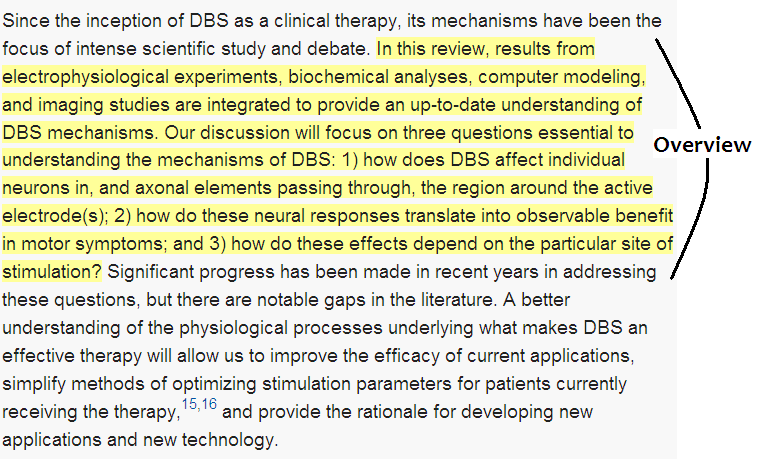 Since the inception of DBS as a clinical therapy, its mechanisms have been the
focus of intense scientific study and debate. In this review, results from
electrophysiological experiments, biochemical analyses, computer modeling,
and imaging studies are integrated to provide an up-to-date understanding of
DBS mechanisms. Our discussion will focus on three questions essential to
understanding the mechanisms of DBS: 1) how does DBS affect individual
neurons in, and axonal elements passing through, the region around the active
electrode(s); 2) how do these neural responses translate into observable benefit
in motor symptoms; and 3) how do these effects depend on the particular site of
stimulation? Significant progress has been made in recent years in addressing
these questions, but there are notable gaps in the literature. A better
understanding of the physiological processes underlying what makes DBS an
effective therapy will allow us to improve the efficacy of current applications,
simplify methods of optimizing stimulation parameters for patients currently
receiving the therapy,15,16 and provide the rationale for developing new
applications and new technology.
Overview